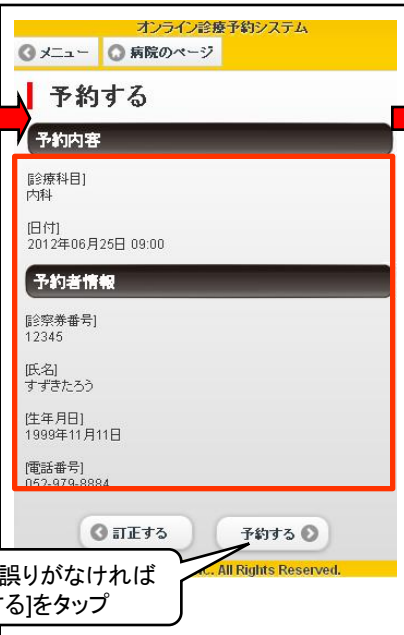 オンライン診療予約システム
メニュー 病院のページ
予約する
予約内容
[診療科目]
内科
[日付]
2012年06月25日 09:00
予約者情報
[診察券番号]
12345
[氏名]
すずきたろう
[生年月日]
1999年11月11日
[電話番号]
052-979-8884
訂正する 予約する
誤りがなければ
る]をタップ
All Rights Reserved.